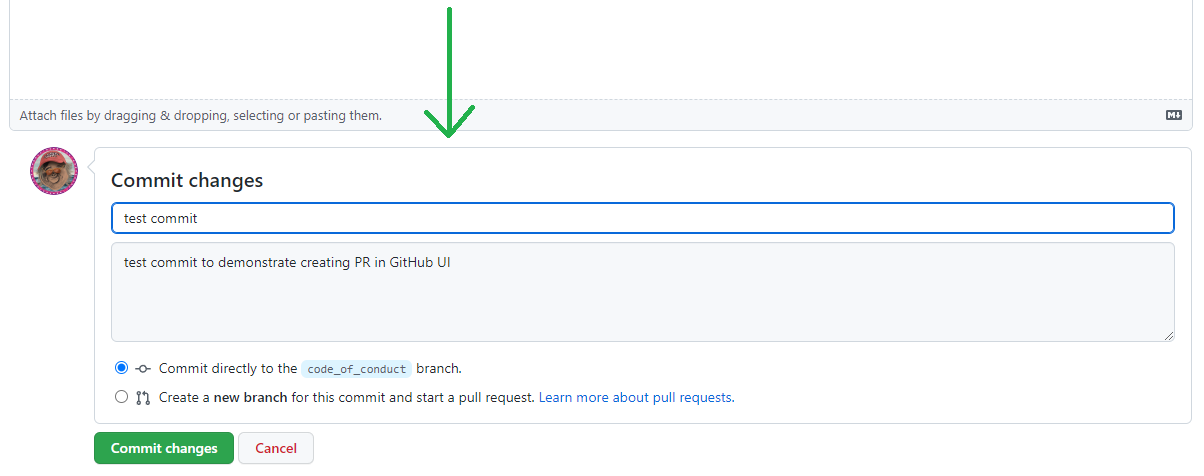 Attach files by dragging & dropping, selecting or pasting them.
Commit changes
test commit
test commit to demonstrate creating PR in GitHub UI
Commit directly to the code_of_conduct branch.
Create a new branch for this commit and start a pull request. Learn more about pull requests.
Commit changes Cancel